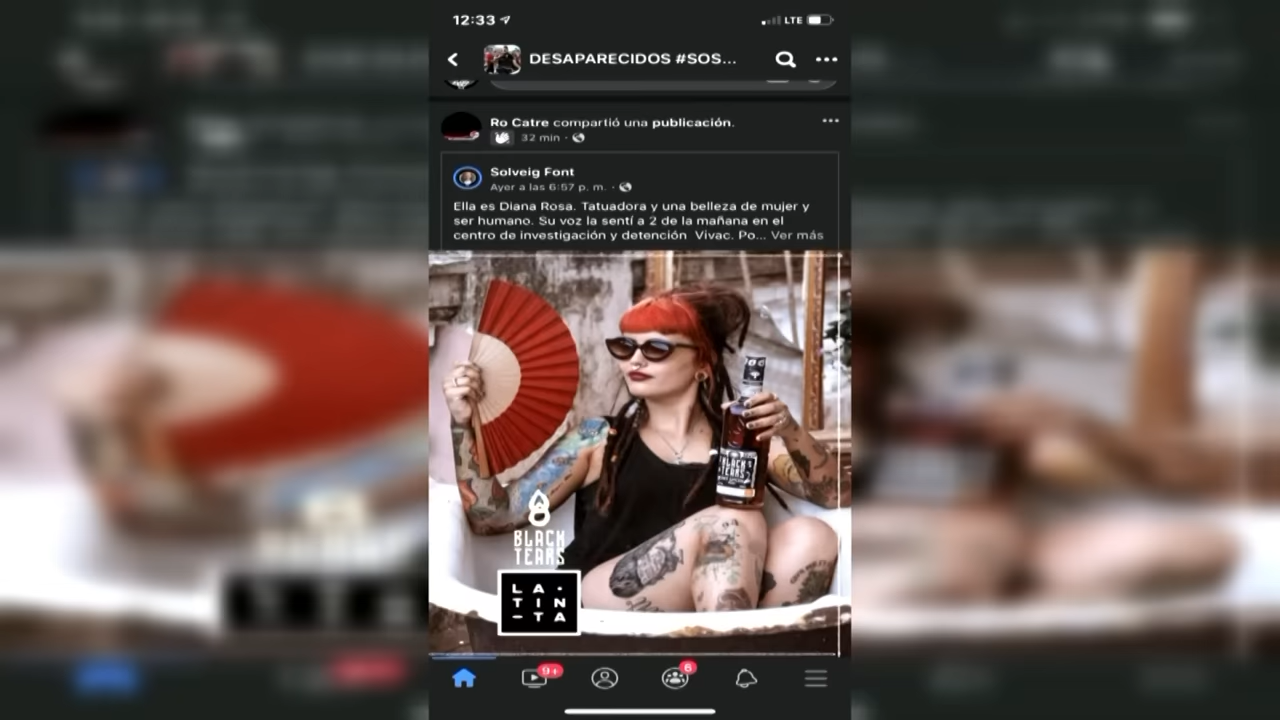 12:33
LTE
DESAPARECIDOS #SOS...
Ro Catre compartió una publicación.
32 min ·
Solveig Font
Ayer a las 6:57 p. m. ·
Ella es Diana Rosa. Tatuadora y una belleza de mujer y
ser humano. Su voz la sentí a 2 de la mañana en el
centro de investigación y detención Vivac. Po... Ver más
BLACK
TEARS
BLACK
TEARS
LA·
TIN
–TA
9+
6